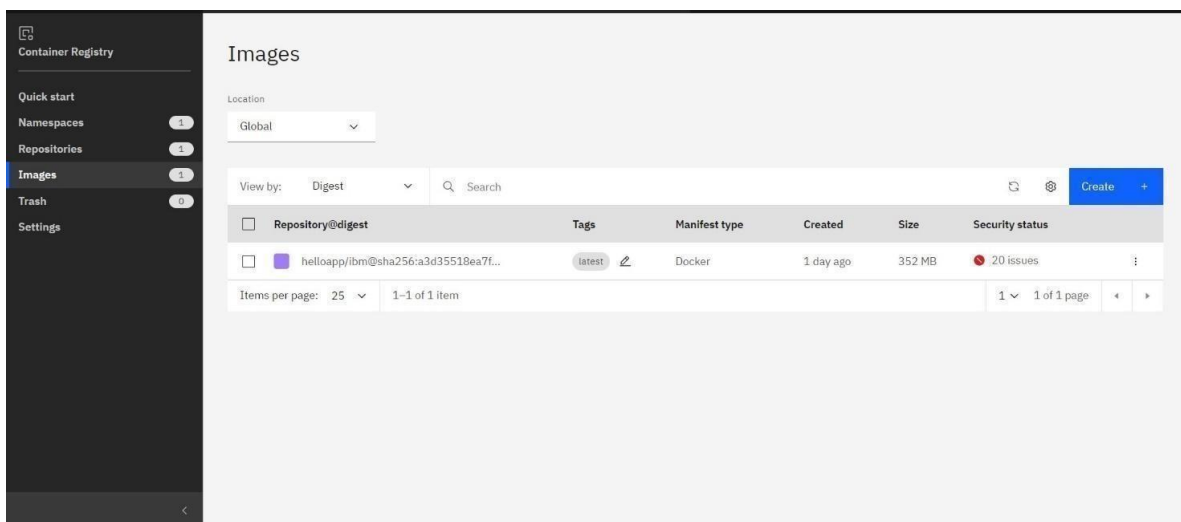 Container Registry
Quick start
Namespaces 1
Repositories 1
Images 1
Trash 0
Settings
Images
Location
Global
View by: Digest Search Create +
Repository@digest Tags Manifest type Created Size Security status
helloapp/ibm@sha256:a3d35518ea7f... latest Docker 1 day ago 352 MB 20 issues
Items per page: 25 1–1 of 1 item 1 1 of 1 page